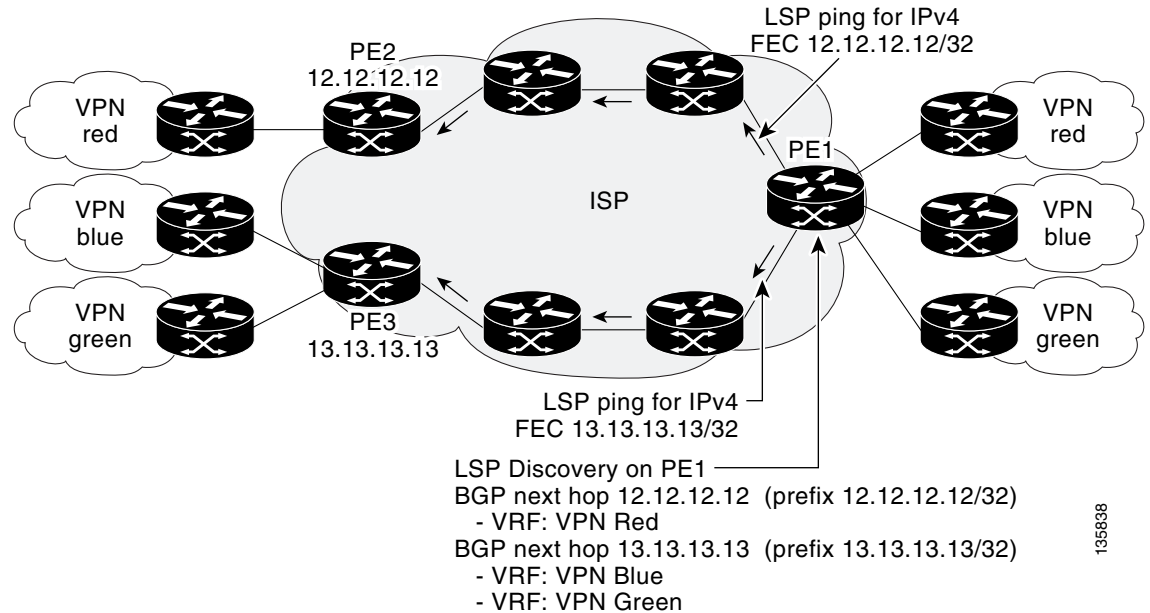 LSP ping for IPv4
FEC 12.12.12.12/32
PE2
12.12.12.12
VPN
red
VPN
red
PE1
VPN
blue
ISP
VPN
blue
VPN
green
PE3
13.13.13.13
VPN
green
LSP ping for IPv4
FEC 13.13.13.13/32
LSP Discovery on PE1
BGP next hop 12.12.12.12 (prefix 12.12.12.12/32)
- VRF: VPN Red
BGP next hop 13.13.13.13 (prefix 13.13.13.13/32)
- VRF: VPN Blue
- VRF: VPN Green
135838